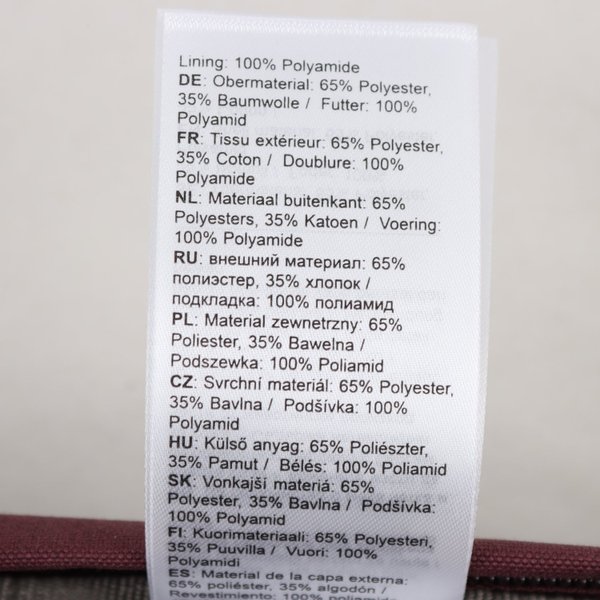 Lining: 100% Polyamide
DE: Obermaterial: 65% Polyester,
35% Baumwolle / Futter: 100%
Polyamid
FR: Tissu extérieur: 65% Polyester,
35% Coton / Doublure: 100%
Polyamide
NL: Materiaal buitenkant: 65%
Polyesters, 35% Katoen / Voering:
100% Polyamide
RU: внешний материал: 65%
полиэстер, 35% хлопок /
подкладка: 100% полиамид
PL: Material zewnetrzny: 65%
Poliester, 35% Bawelna /
Podszewka: 100% Poliamid
CZ: Svrchní materiál: 65% Polyester,
35% Bavlna / Podšívka: 100%
Polyamid
HU: Külső anyag: 65% Poliészter,
35% Pamut / Bélés: 100% Poliamid
SK: Vonkajší materiá: 65%
Polyester, 35% Bavlna / Podšívka:
100% Polyamid
FI: Kuorimateriaali: 65% Polyesteri,
35% Puuvilla / Vuori: 100%
Polyamidi
ES: Material de la capa externa:
65% poliéster, 35% algodón /
Revestimiento: 100% poliamida